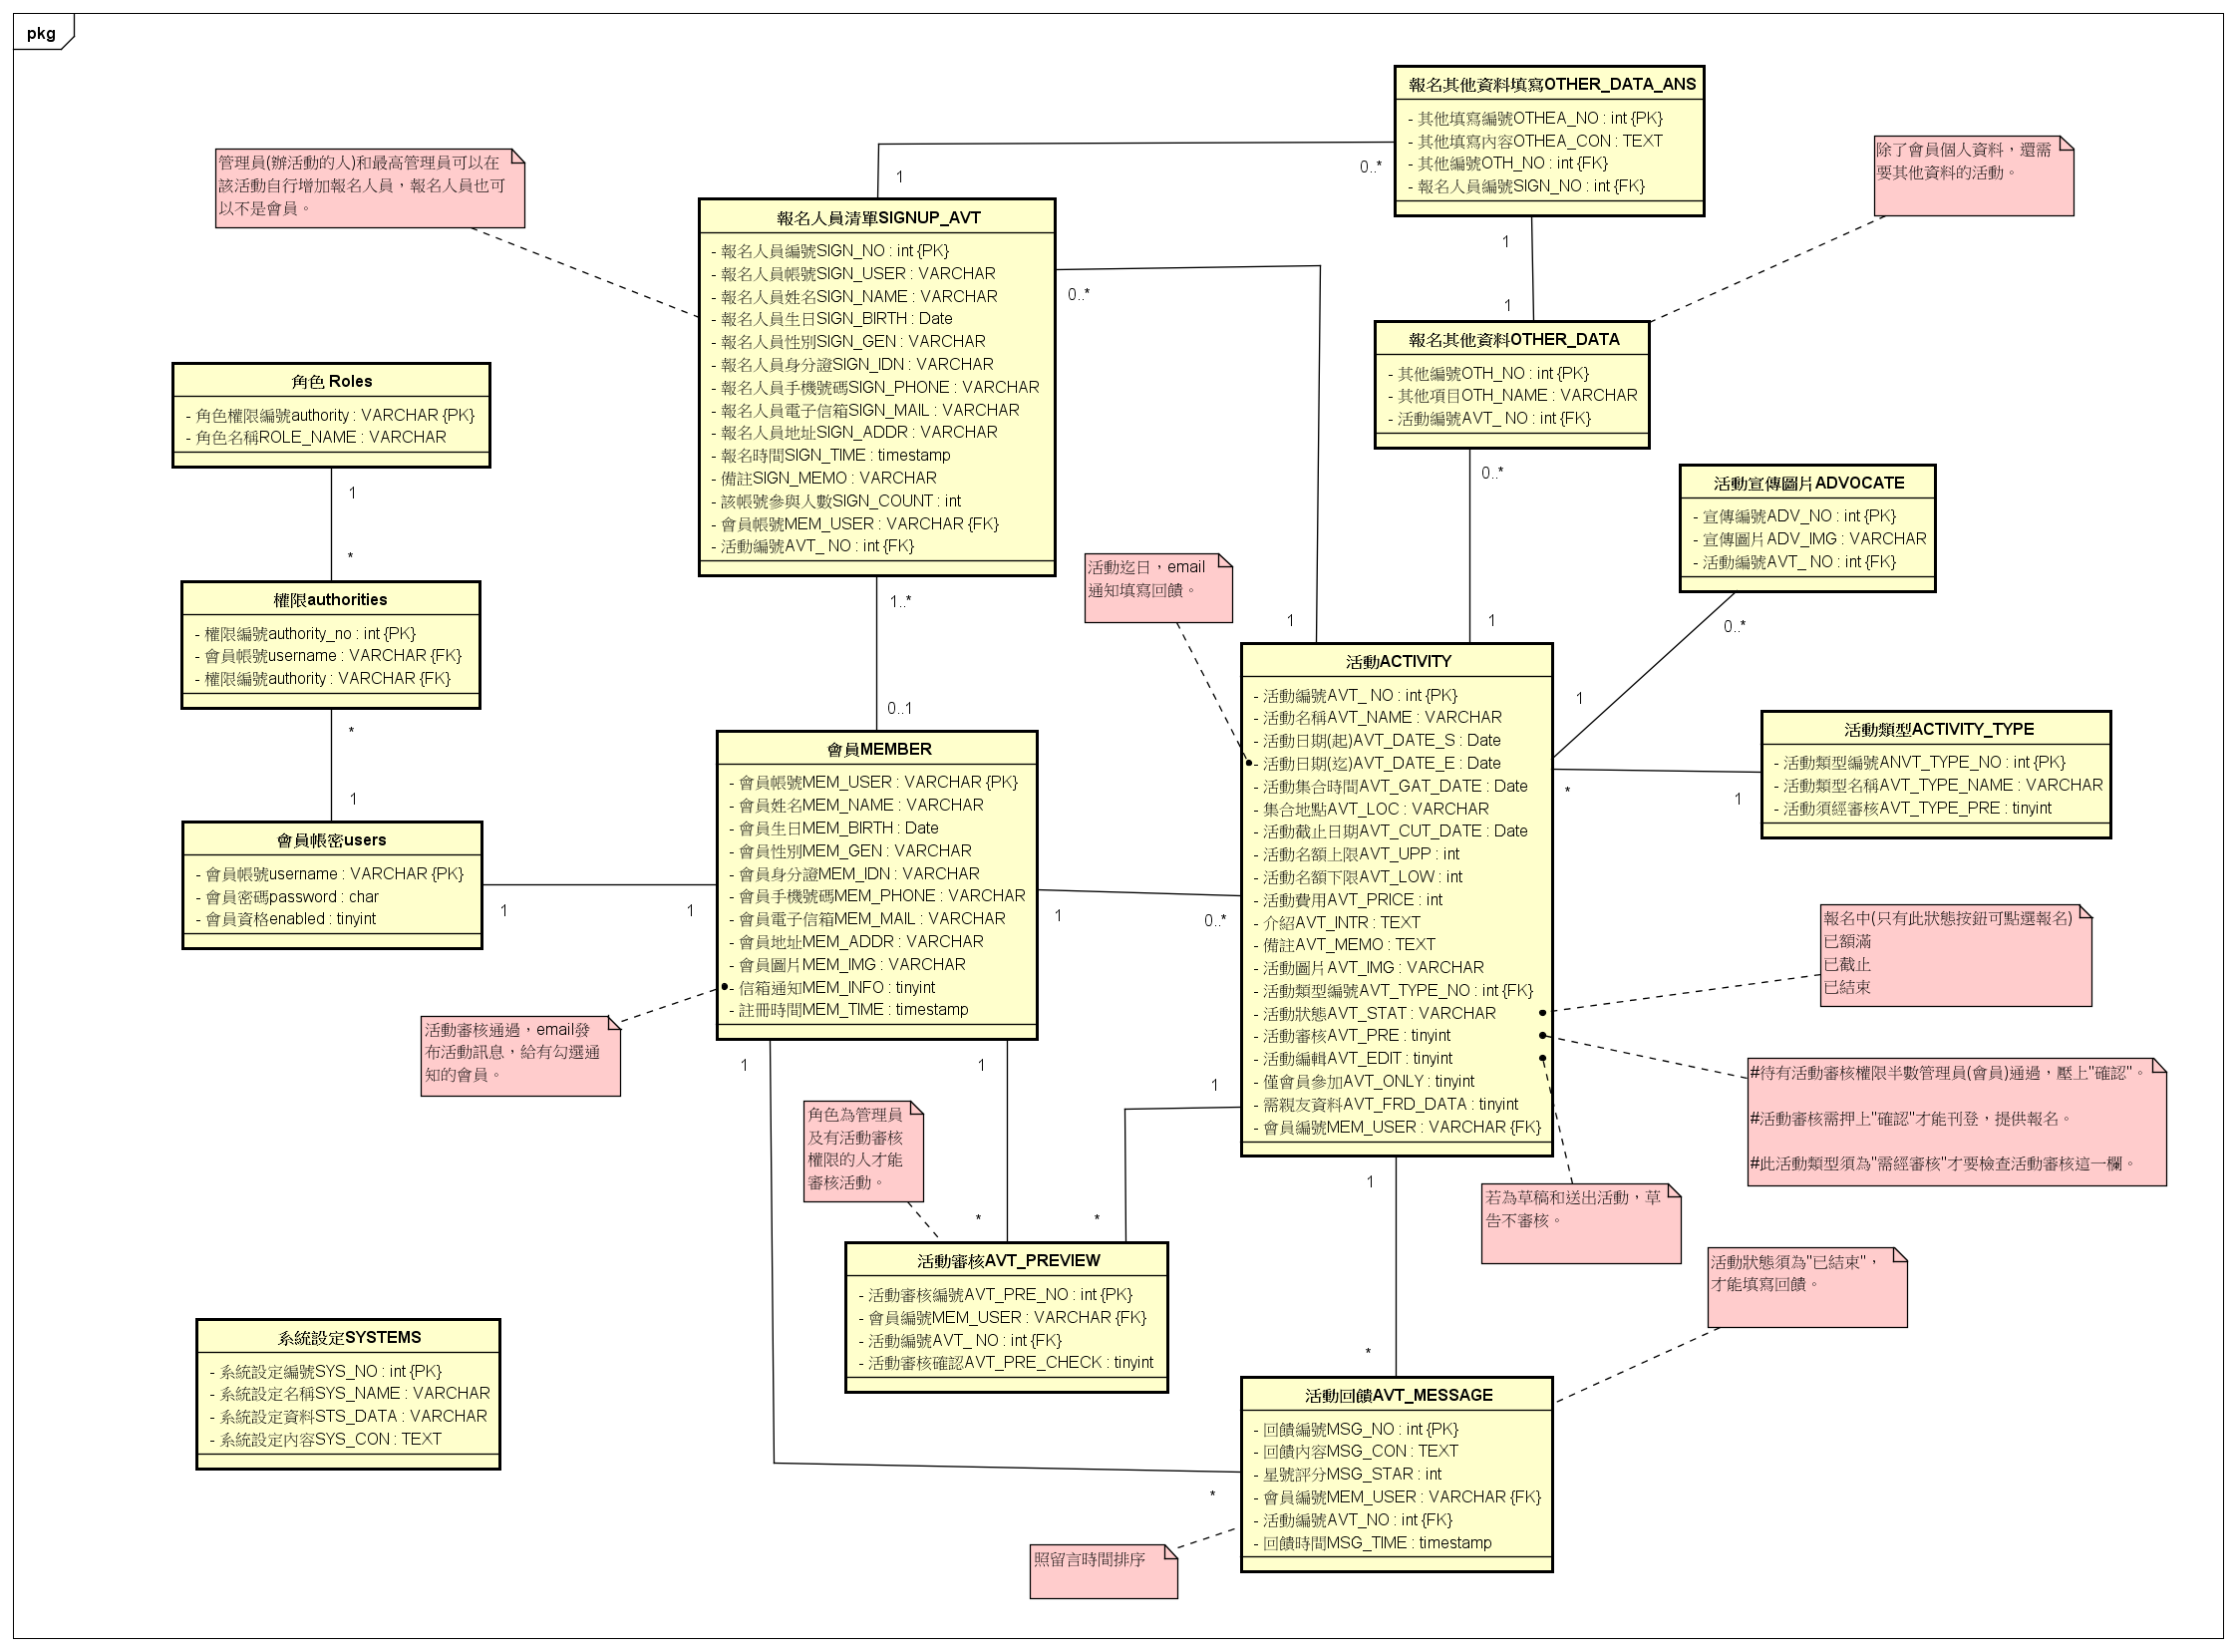 pkg
報名其他資料填寫OTHER_DATA_ANS
- 其他填寫編號OTHEA_NO : int {PK}
- 其他填寫內容OTHEA_CON : TEXT
- 其他編號OTH_NO : int {FK}
- 報名人員編號SIGN_NO : int {FK}
管理員(辦活動的人)和最高管理員可以在
該活動自行增加報名人員，報名人員也可
以不是會員。
除了會員個人資料，還需
要其他資料的活動。
1
0..*
報名人員清單SIGNUP_AVT
- 報名人員編號SIGN_NO : int {PK}
- 報名人員帳號SIGN_USER : VARCHAR
- 報名人員姓名SIGN_NAME : VARCHAR
- 報名人員生日SIGN_BIRTH : Date
- 報名人員性別SIGN_GEN : VARCHAR
- 報名人員身分證SIGN_IDN : VARCHAR
- 報名人員手機號碼SIGN_PHONE : VARCHAR
- 報名人員電子信箱SIGN_MAIL : VARCHAR
- 報名人員地址SIGN_ADDR : VARCHAR
- 報名時間SIGN_TIME : timestamp
- 備註SIGN_MEMO : VARCHAR
- 該帳號參與人數SIGN_COUNT : int
- 會員帳號MEM_USER : VARCHAR {FK}
- 活動編號AVT_ NO : int {FK}
0..*
1
1
1
報名其他資料OTHER_DATA
- 其他編號OTH_NO : int {PK}
- 其他項目OTH_NAME : VARCHAR
- 活動編號AVT_ NO : int {FK}
0..*
1
角色 Roles
- 角色權限編號authority : VARCHAR {PK}
- 角色名稱ROLE_NAME : VARCHAR
1
*
活動宣傳圖片ADVOCATE
- 宣傳編號ADV_NO : int {PK}
- 宣傳圖片ADV_IMG : VARCHAR
- 活動編號AVT_ NO : int {FK}
0..*
1
權限authorities
- 權限編號authority_no : int {PK}
- 會員帳號username : VARCHAR {FK}
- 權限編號authority : VARCHAR {FK}
*
1
活動迄日，email
通知填寫回饋。
1..*
0..1
活動ACTIVITY
- 活動編號AVT_ NO : int {PK}
- 活動名稱AVT_NAME : VARCHAR
- 活動日期(起)AVT_DATE_S : Date
- 活動日期(迄)AVT_DATE_E : Date
- 活動集合時間AVT_GAT_DATE : Date
- 集合地點AVT_LOC : VARCHAR
- 活動截止日期AVT_CUT_DATE : Date
- 活動名額上限AVT_UPP : int
- 活動名額下限AVT_LOW : int
- 活動費用AVT_PRICE : int
- 介紹AVT_INTR : TEXT
- 備註AVT_MEMO : TEXT
- 活動圖片AVT_IMG : VARCHAR
- 活動類型編號AVT_TYPE_NO : int {FK}
- 活動狀態AVT_STAT : VARCHAR
- 活動審核AVT_PRE : tinyint
- 活動編輯AVT_EDIT : tinyint
- 僅會員參加AVT_ONLY : tinyint
- 需親友資料AVT_FRD_DATA : tinyint
- 會員編號MEM_USER : VARCHAR {FK}
*
1
活動類型ACTIVITY_TYPE
- 活動類型編號ANVT_TYPE_NO : int {PK}
- 活動類型名稱AVT_TYPE_NAME : VARCHAR
- 活動須經審核AVT_TYPE_PRE : tinyint
會員MEMBER
- 會員帳號MEM_USER : VARCHAR {PK}
- 會員姓名MEM_NAME : VARCHAR
- 會員生日MEM_BIRTH : Date
- 會員性別MEM_GEN : VARCHAR
- 會員身分證MEM_IDN : VARCHAR
- 會員手機號碼MEM_PHONE : VARCHAR
- 會員電子信箱MEM_MAIL : VARCHAR
- 會員地址MEM_ADDR : VARCHAR
- 會員圖片MEM_IMG : VARCHAR
- 信箱通知MEM_INFO : tinyint
- 註冊時間MEM_TIME : timestamp
會員帳密users
- 會員帳號username : VARCHAR {PK}
- 會員密碼password : char
- 會員資格enabled : tinyint
1
1
1
0..*
報名中(只有此狀態按鈕可點選報名)
已額滿
已截止
已結束
活動審核通過，email發
布活動訊息，給有勾選通
知的會員。
#待有活動審核權限半數管理員(會員)通過，壓上"確認"。
#活動審核需押上"確認"才能刊登，提供報名。
#此活動類型須為"需經審核"才要檢查活動審核這一欄。
1
1
1
角色為管理員
及有活動審核
權限的人才能
審核活動。
*
*
1
若為草稿和送出活動，草
告不審核。
活動狀態須為"已結束"，
才能填寫回饋。
活動審核AVT_PREVIEW
- 活動審核編號AVT_PRE_NO : int {PK}
- 會員編號MEM_USER : VARCHAR {FK}
- 活動編號AVT_ NO : int {FK}
- 活動審核確認AVT_PRE_CHECK : tinyint
系統設定SYSTEMS
- 系統設定編號SYS_NO : int {PK}
- 系統設定名稱SYS_NAME : VARCHAR
- 系統設定資料STS_DATA : VARCHAR
- 系統設定內容SYS_CON : TEXT
*
活動回饋AVT_MESSAGE
- 回饋編號MSG_NO : int {PK}
- 回饋內容MSG_CON : TEXT
- 星號評分MSG_STAR : int
- 會員編號MEM_USER : VARCHAR {FK}
- 活動編號AVT_NO : int {FK}
- 回饋時間MSG_TIME : timestamp
*
照留言時間排序